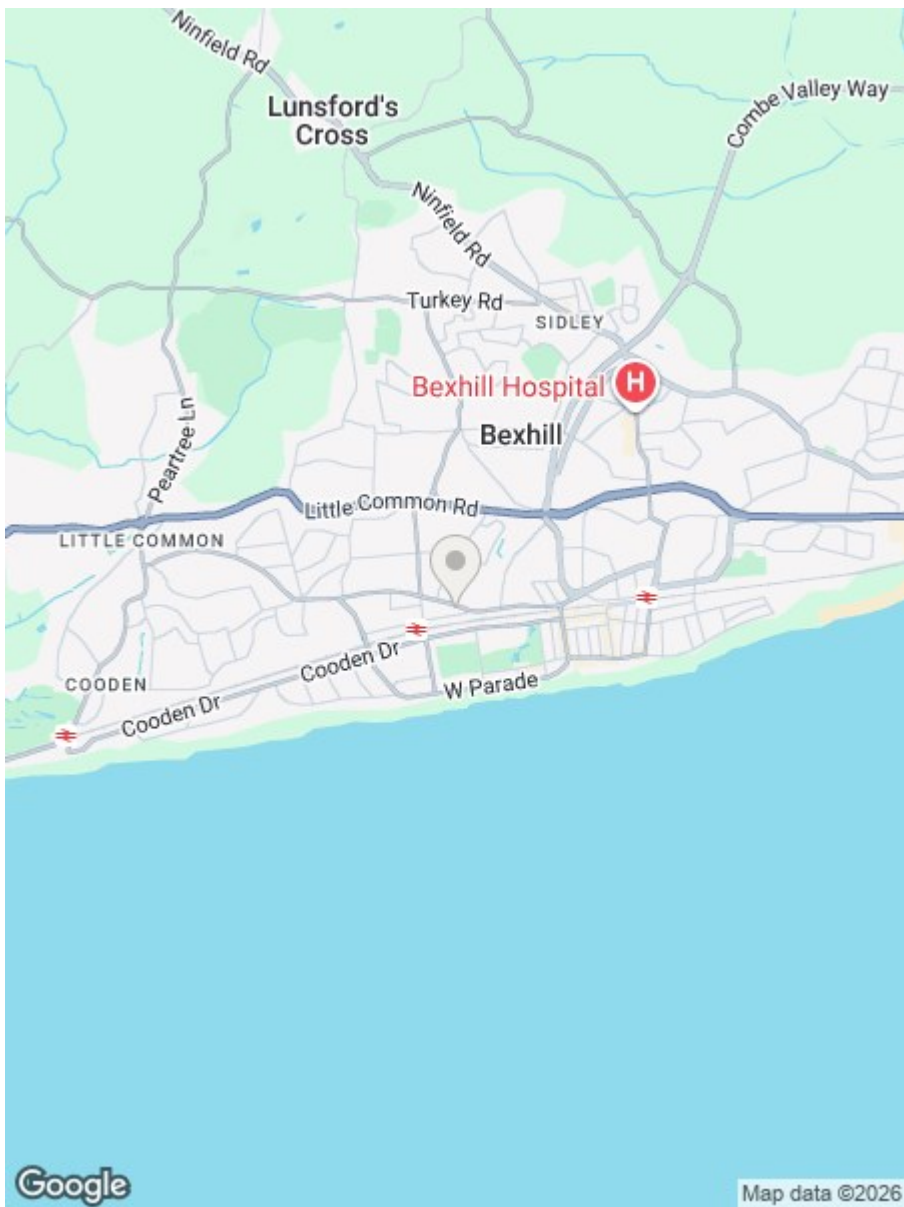 Ninfield Rd
Lunsford's
Cross
Combe Valley Way
Ninfield Rd
Turkey Rd
SIDLEY
Bexhill Hospital
H
Bexhill
Peartree Ln
Little Common Rd
LITTLE COMMON
Cooden Dr
COODEN
W Parade
Cooden Dr
Google
Map data ©2026